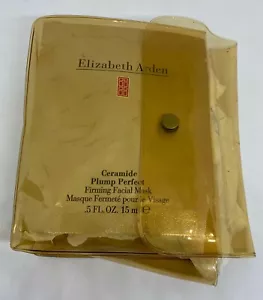 Elizabeth Arden
Ceramide
Plump Perfect
Firming Facial Mask
Masque Fermeté pour le Visage
.5 FL.OZ. 15 ml ℮